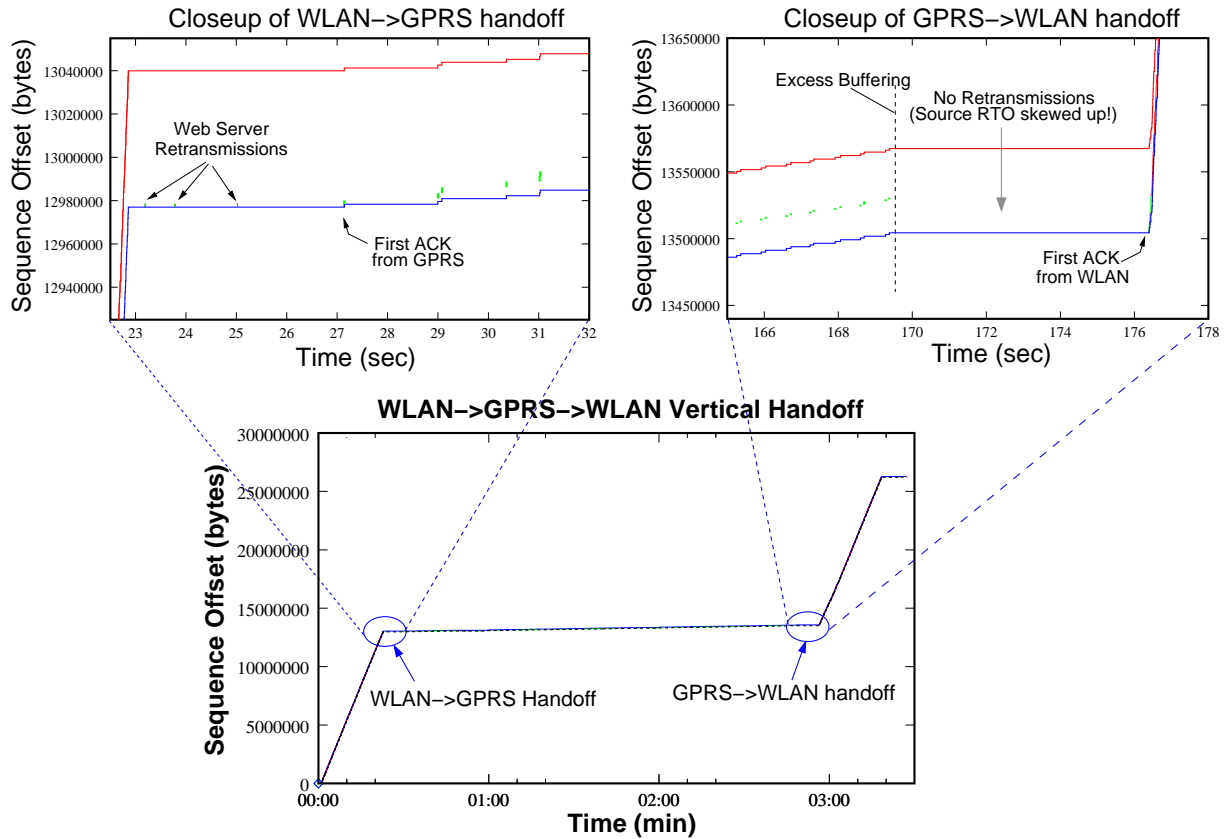 Closeup of WLAN−>GPRS handoff
Sequence Offset (bytes)
13040000
13020000
13000000
12980000
12960000
12940000
Web Server
Retransmissions
First ACK
from GPRS
23 24 25 26 27 28 29 30 31 32
Time (sec)
Closeup of GPRS−>WLAN handoff
Sequence Offset (bytes)
13650000
13600000
13550000
13500000
13450000
Excess Buffering
No Retransmissions
(Source RTO skewed up!)
First ACK
from WLAN
166 168 170 172 174 176 178
Time (sec)
WLAN−>GPRS−>WLAN Vertical Handoff
Sequence Offset (bytes)
30000000
25000000
20000000
15000000
10000000
5000000
0
WLAN−>GPRS Handoff
GPRS−>WLAN handoff
00:00 01:00 02:00 03:00
Time (min)